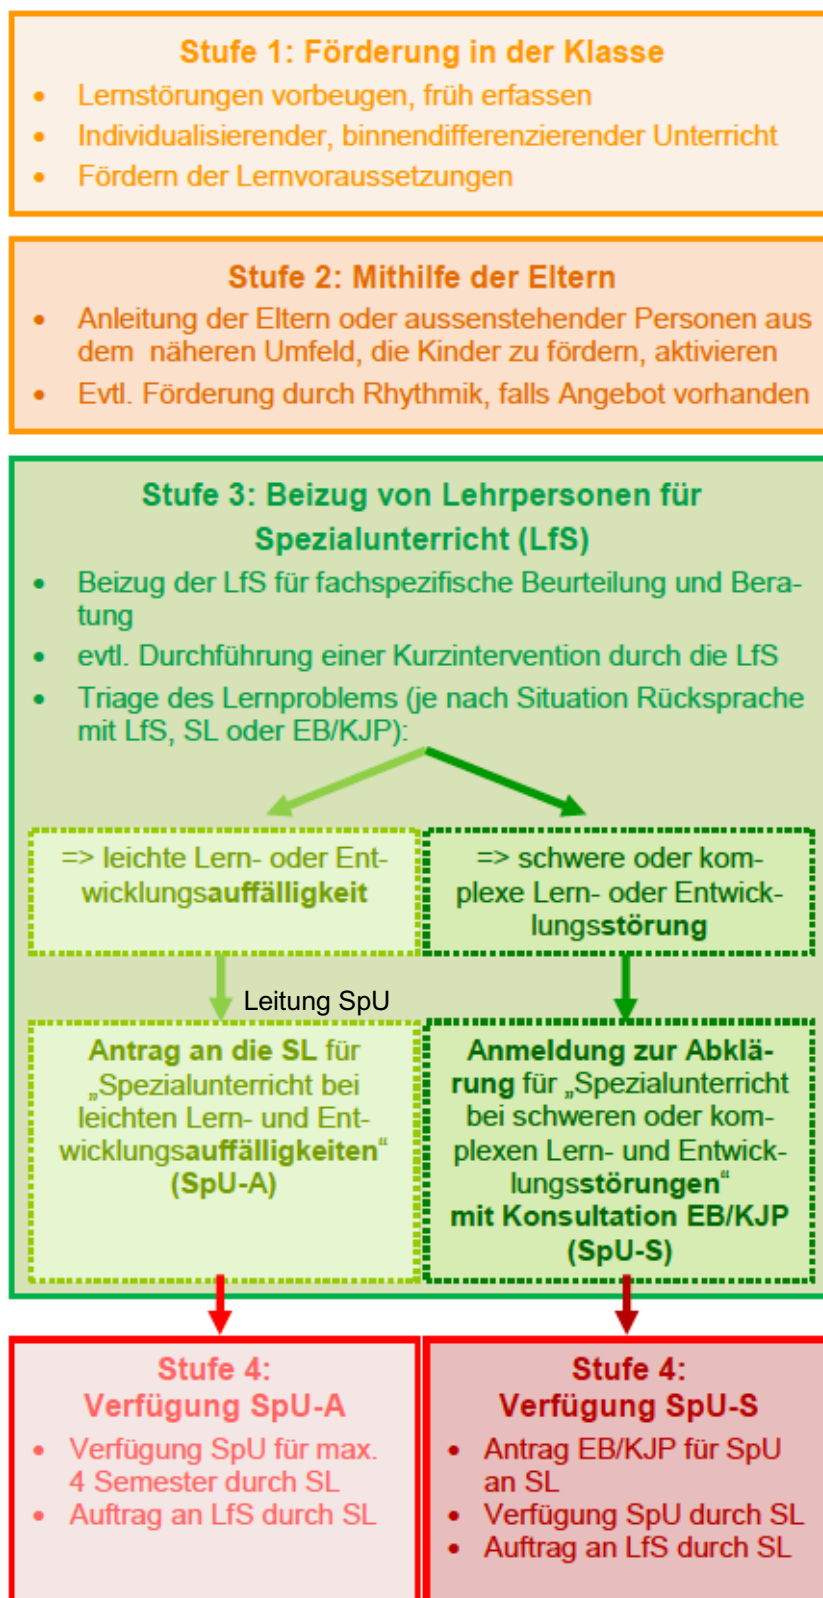 Stufe 1: Förderung in der Klasse
• Lernstörungen vorbeugen, früh erfassen
• Individualisierender, binnendifferenzierender Unterricht
• Fördern der Lernvoraussetzungen
Stufe 2: Mithilfe der Eltern
• Anleitung der Eltern oder aussenstehender Personen aus
dem näheren Umfeld, die Kinder zu fördern, aktivieren
• Evtl. Förderung durch Rhythmik, falls Angebot vorhanden
Stufe 3: Beizug von Lehrpersonen für
Spezialunterricht (LfS)
• Beizug der LfS für fachspezifische Beurteilung und Bera-
tung
• evtl. Durchführung einer Kurzintervention durch die LfS
• Triage des Lernproblems (je nach Situation Rücksprache
mit LfS, SL oder EB/KJP):
=> leichte Lern- oder Ent-
wicklungsauffälligkeit
=> schwere oder kom-
plexe Lern- oder Entwick-
lungsstörung
Leitung SpU
Antrag an die SL für
„Spezialunterricht bei
leichten Lern- und Ent-
wicklungsauffälligkeiten“
(SpU-A)
Anmeldung zur Abklä-
rung für „Spezialunterricht
bei schweren oder kom-
plexen Lern- und Entwick-
lungsstörungen“
mit Konsultation EB/KJP
(SpU-S)
Stufe 4:
Verfügung SpU-A
• Verfügung SpU für max.
4 Semester durch SL
• Auftrag an LfS durch SL
Stufe 4:
Verfügung SpU-S
• Antrag EB/KJP für SpU
an SL
• Verfügung SpU durch SL
• Auftrag an LfS durch SL